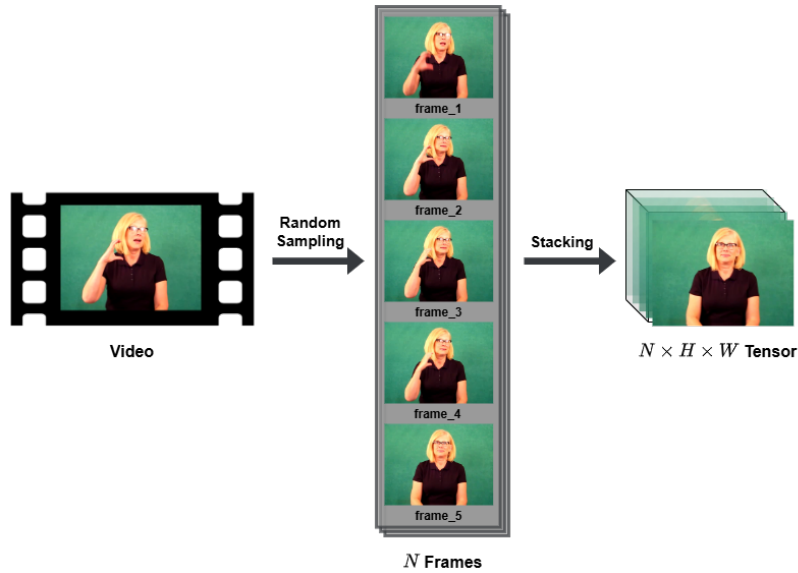 Video
Random
Sampling
frame_1
frame_2
frame_3
frame_4
frame_5
N Frames
Stacking
N × H × W Tensor